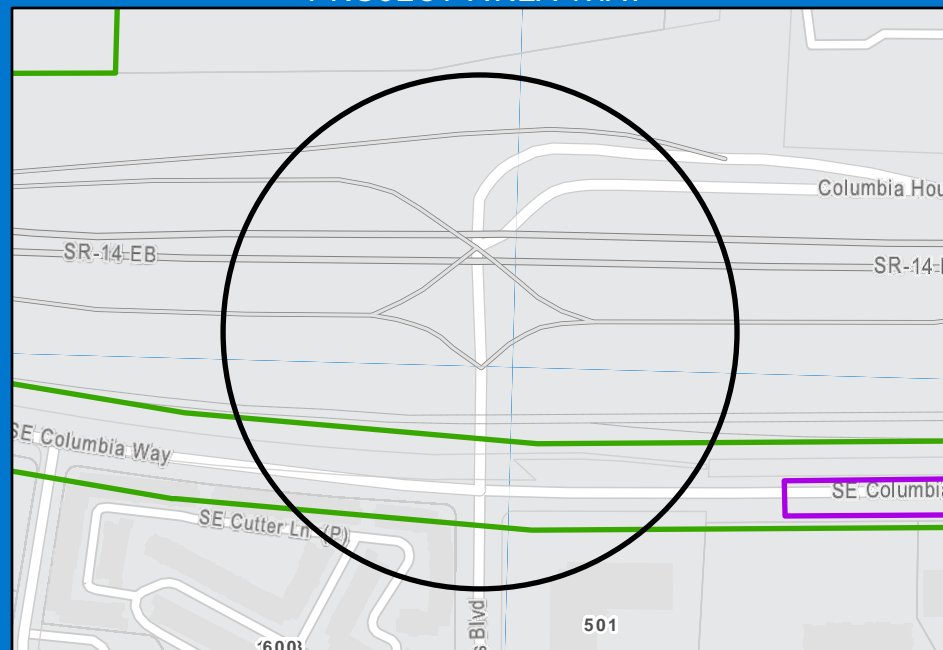 Columbia Hou
SR-14 EB
SR-14
SE Columbia Way
SE Columbia
SE Cutter Ln (P)
Blvd
501
600